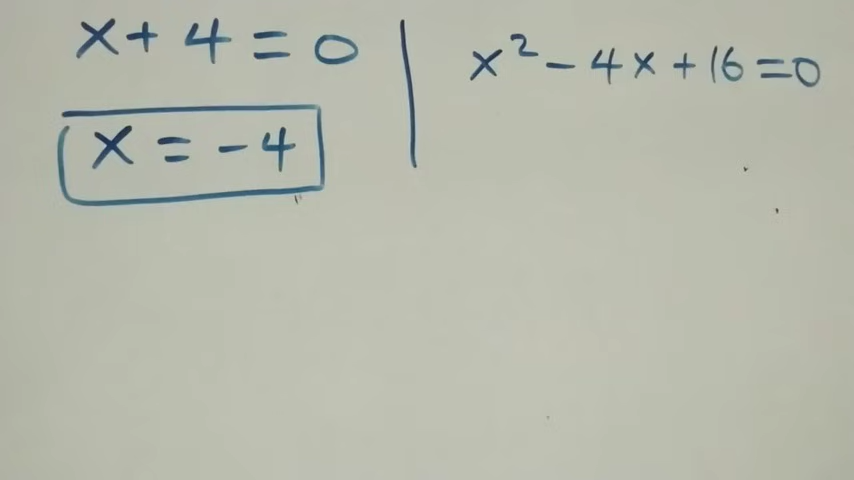 x + 4 = 0
x = -4
x² - 4x + 16 = 0